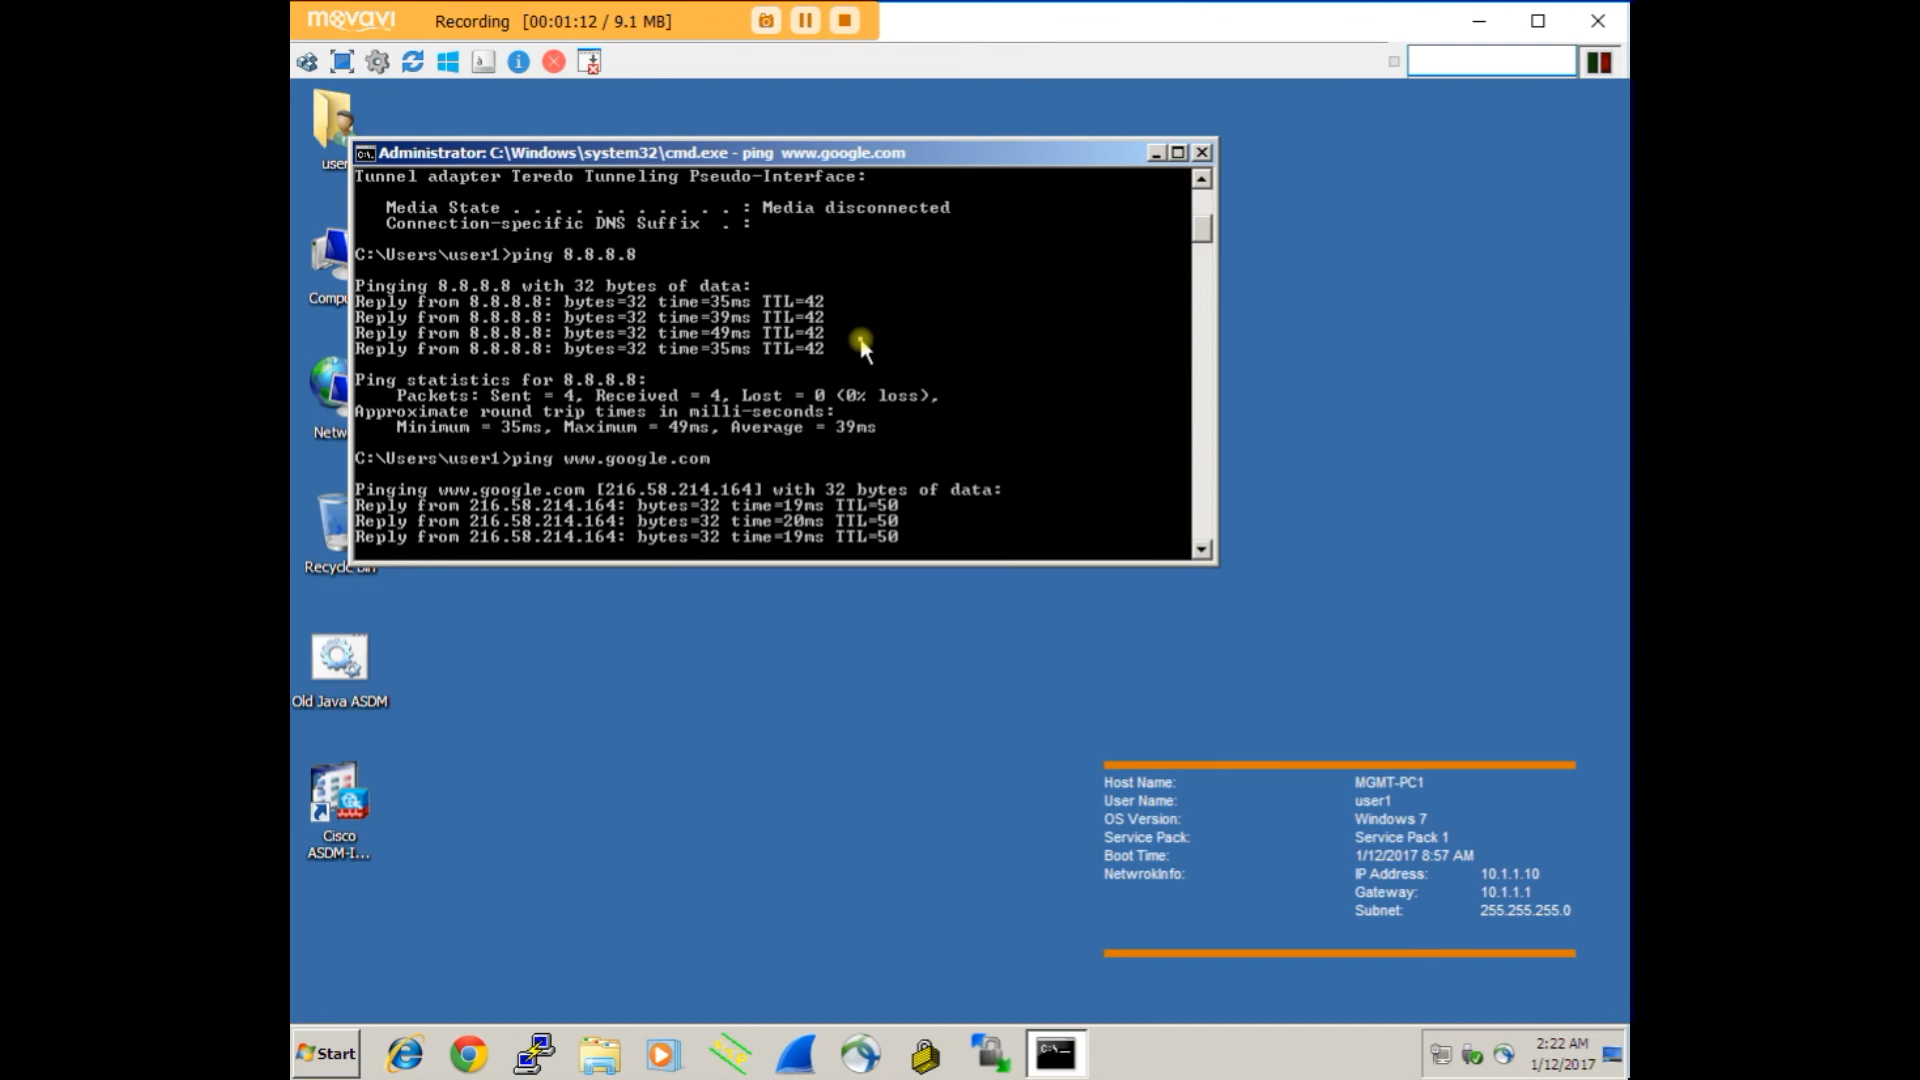 movavi Recording [00:01:12 / 9.1 MB]
user
Administrator: C:\Windows\system32\cmd.exe - ping www.google.com
Tunnel adapter Teredo Tunneling Pseudo-Interface:
Media State . . . . . . . . . . . : Media disconnected
Connection-specific DNS Suffix  . :
C:\Users\user1>ping 8.8.8.8
Pinging 8.8.8.8 with 32 bytes of data:
Reply from 8.8.8.8: bytes=32 time=35ms TTL=42
Reply from 8.8.8.8: bytes=32 time=39ms TTL=42
Reply from 8.8.8.8: bytes=32 time=49ms TTL=42
Reply from 8.8.8.8: bytes=32 time=35ms TTL=42
Ping statistics for 8.8.8.8:
Packets: Sent = 4, Received = 4, Lost = 0 (0% loss),
Approximate round trip times in milli-seconds:
Minimum = 35ms, Maximum = 49ms, Average = 39ms
C:\Users\user1>ping www.google.com
Pinging www.google.com [216.58.214.164] with 32 bytes of data:
Reply from 216.58.214.164: bytes=32 time=19ms TTL=50
Reply from 216.58.214.164: bytes=32 time=20ms TTL=50
Reply from 216.58.214.164: bytes=32 time=19ms TTL=50
Compu
Netw
Recycle Bin
Old Java ASDM
Cisco
ASDM-I...
Host Name: MGMT-PC1
User Name: user1
OS Version: Windows 7
Service Pack: Service Pack 1
Boot Time: 1/12/2017 8:57 AM
NetwrokInfo: IP Address: 10.1.1.10
Gateway: 10.1.1.1
Subnet: 255.255.255.0
Start
2:22 AM
1/12/2017